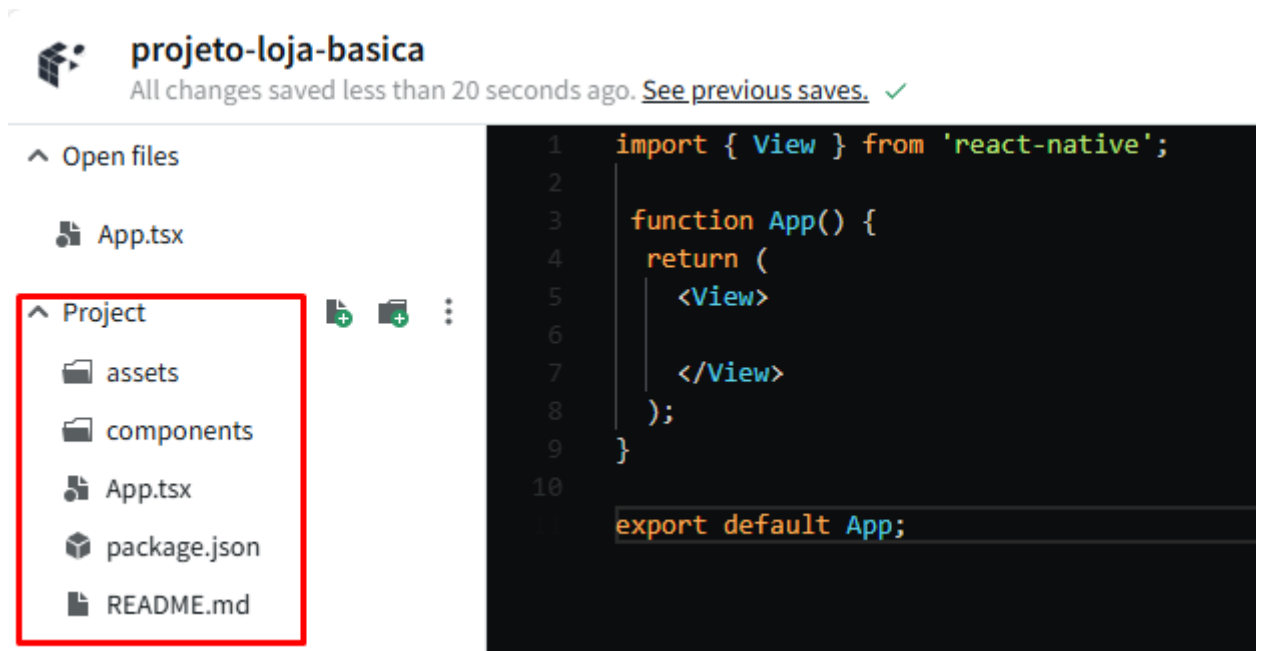 projeto-loja-basica
All changes saved less than 20 seconds ago. See previous saves.
Open files
App.tsx
Project
assets
components
App.tsx
package.json
README.md
1 import { View } from 'react-native';
2
3 function App() {
4 return (
5 <View>
6
7 </View>
8 );
9 }
10
11 export default App;